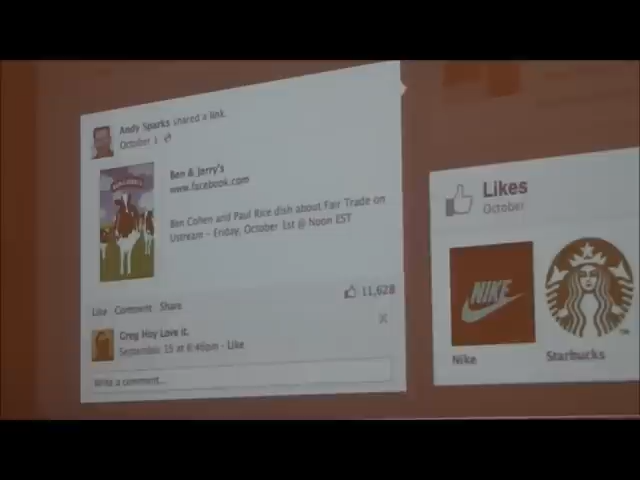 Andy Sparks shared a link.
October 1
Ben & Jerry's
www.facebook.com
Ben Cohen and Paul Rice dish about Fair Trade on
Ustream - Friday, October 1st @ Noon EST
11,628
Like Comment Share
Greg Hoy Love it.
September 15 at 6:46pm · Like
Write a comment...
Likes
October
NIKE
Nike
Starbucks